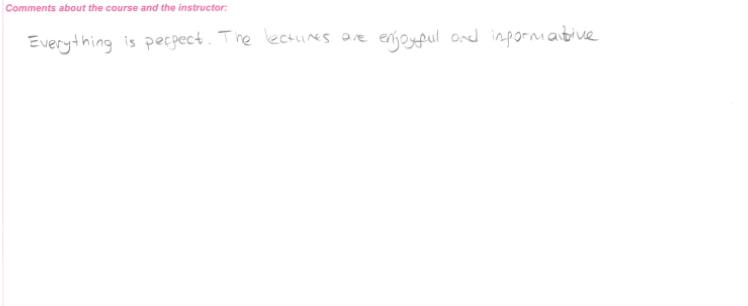 Comments about the course and the instructor:
Everything is perfect. The lectures are enjoyful and informative